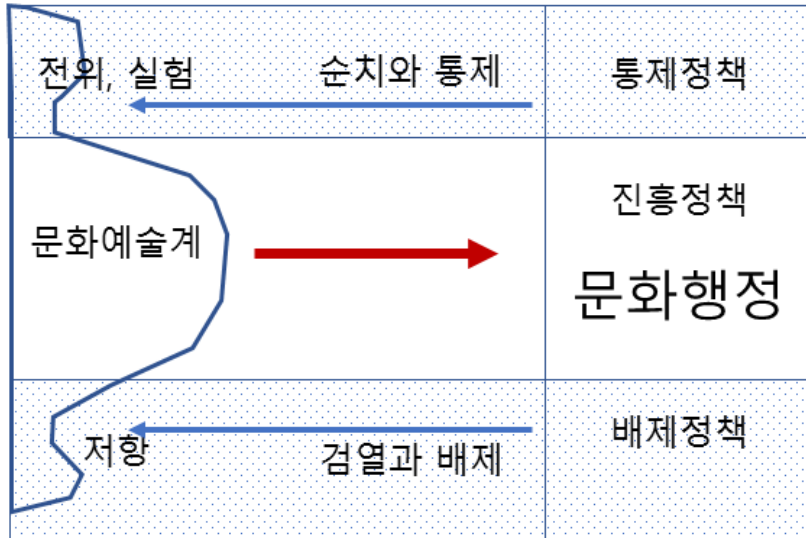 전위, 실험
순치와 통제
통제정책
문화예술계
진흥정책
문화행정
저항
검열과 배제
배제정책